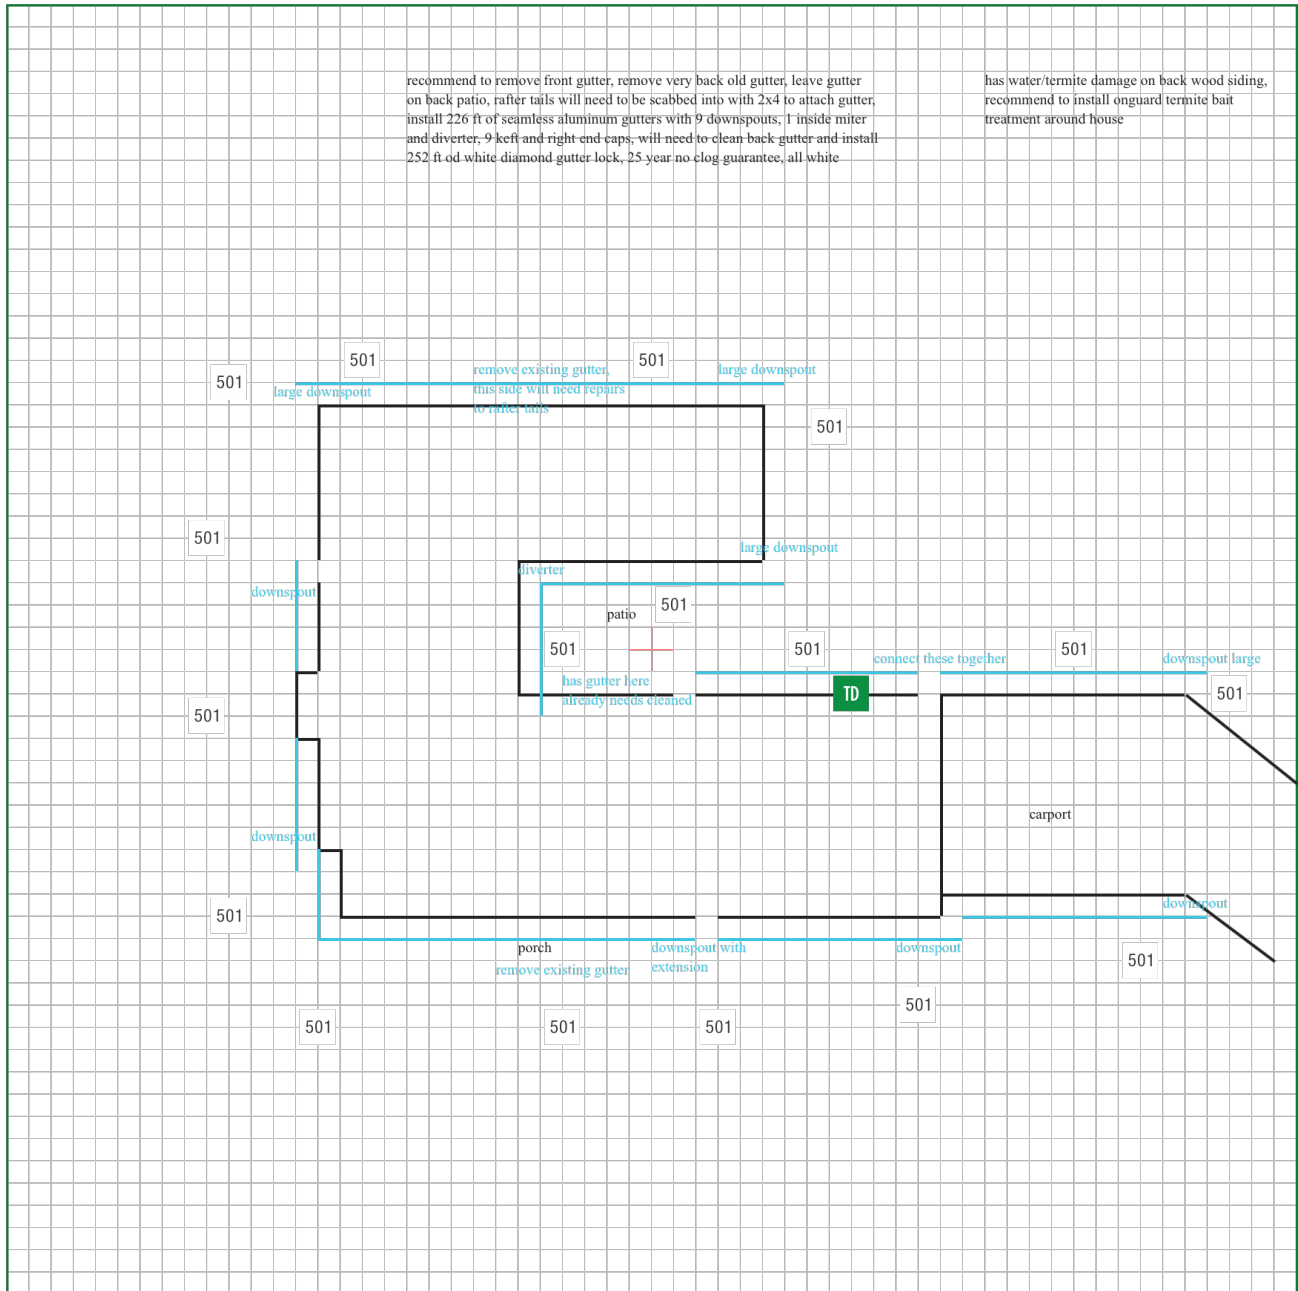 recommend to remove front gutter, remove very back old gutter, leave gutter
on back patio, rafter tails will need to be scabbed into with 2x4 to attach gutter,
install 226 ft of seamless aluminum gutters with 9 downspouts, 1 inside miter
and diverter, 9 keft and right end caps, will need to clean back gutter and install
252 ft od white diamond gutter lock, 25 year no clog guarantee, all white
has water/termite damage on back wood siding,
recommend to install onguard termite bait
treatment around house
501
501
501
remove existing gutter,
this side will need repairs
to rafter tails
large downspout
large downspout
501
501
large downspout
diverter
downspout
501
patio
501
501
501
connect these together
downspout large
has gutter here
already needs cleaned
TD
501
501
carport
downspout
downspout
501
porch
downspout with
extension
downspout
remove existing gutter
501
501
501
501
501